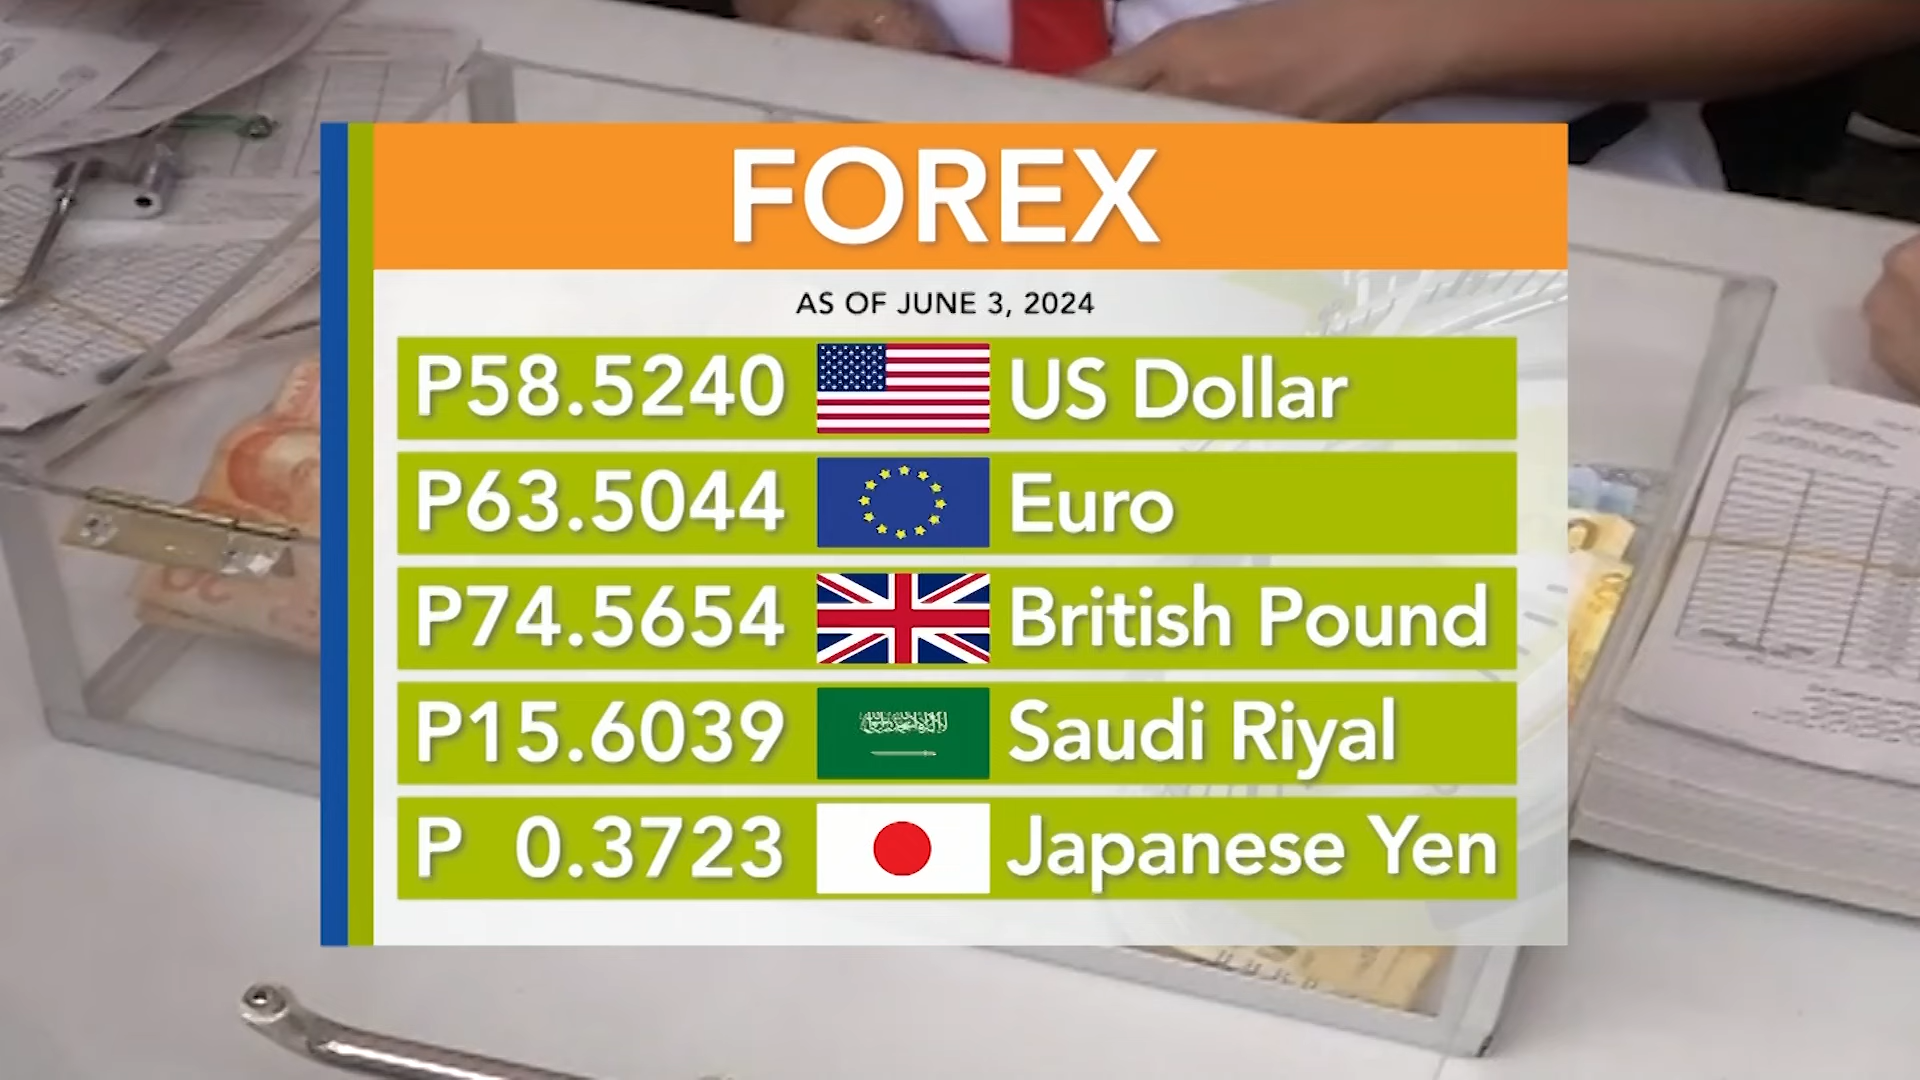 FOREX
AS OF JUNE 3, 2024
P58.5240 US Dollar
P63.5044 Euro
P74.5654 British Pound
P15.6039 Saudi Riyal
P 0.3723 Japanese Yen